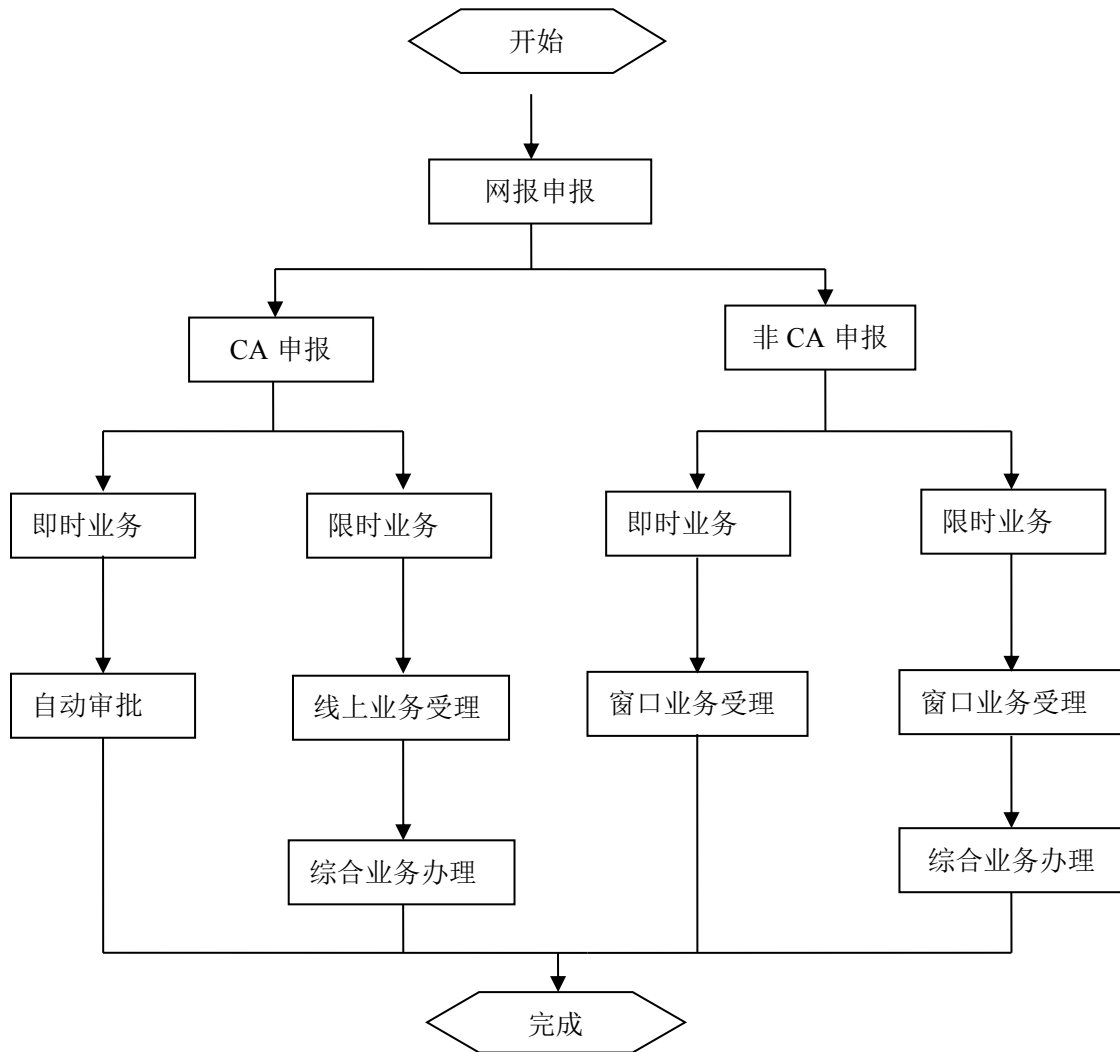 开始
网报申报
CA 申报
非 CA 申报
即时业务
限时业务
即时业务
限时业务
自动审批
线上业务受理
窗口业务受理
窗口业务受理
综合业务办理
综合业务办理
完成